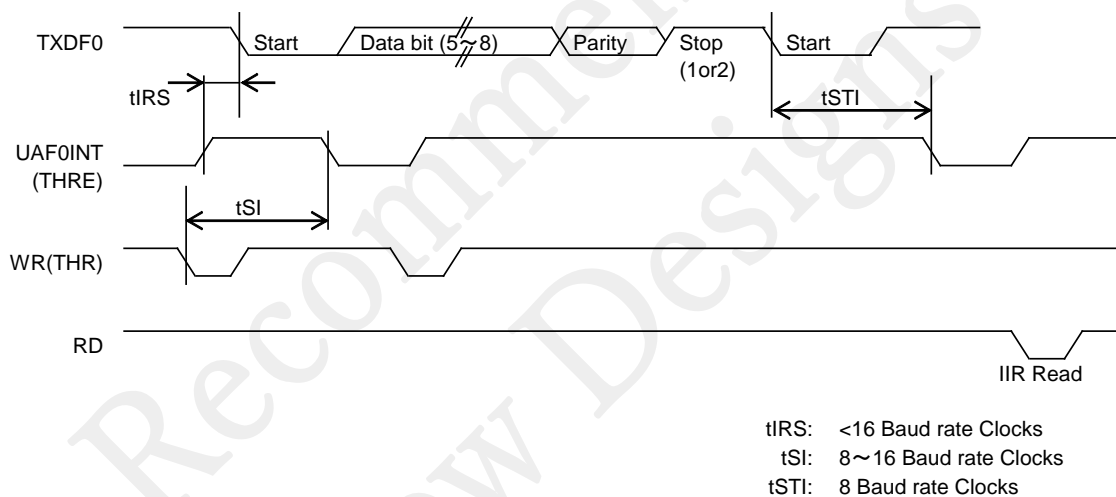 TXDF0
Start
Data bit (5～8)
Parity
Stop
(1or2)
Start
tIRS
tSTI
UAF0INT
(THRE)
tSI
WR(THR)
RD
IIR Read
tIRS: <16 Baud rate Clocks
tSI: 8～16 Baud rate Clocks
tSTI: 8 Baud rate Clocks
Designs